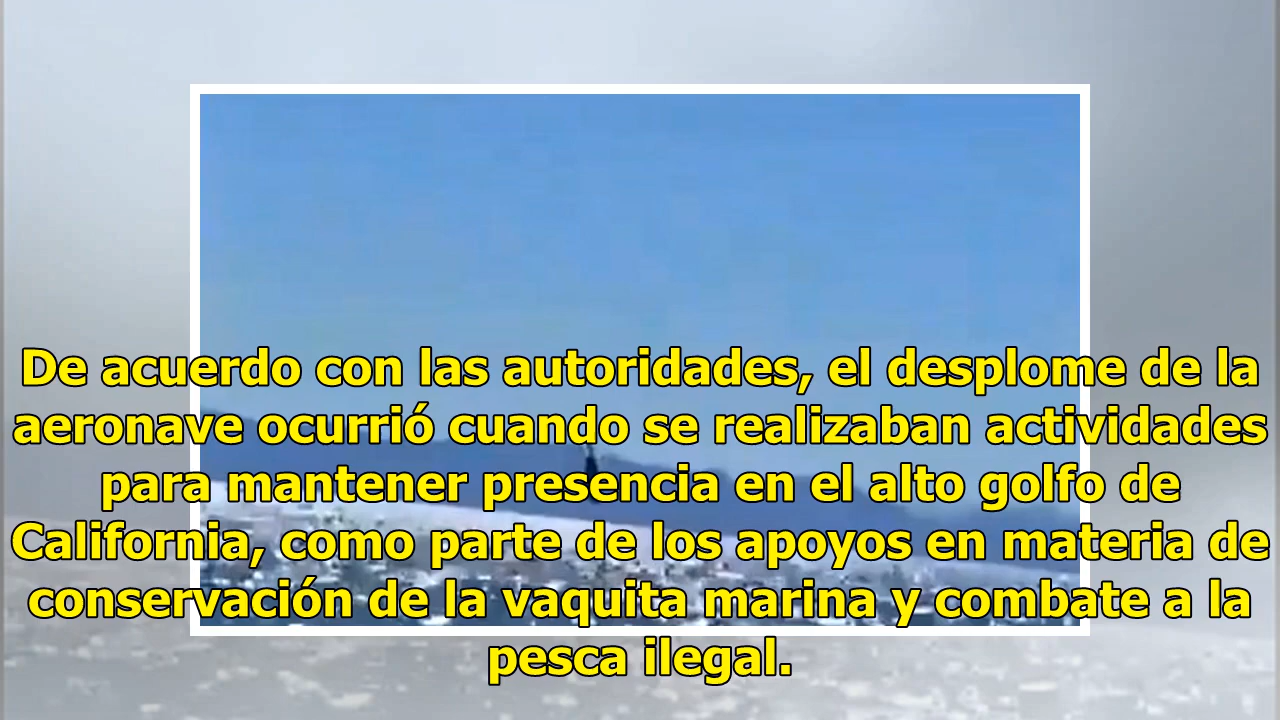 De acuerdo con las autoridades, el desplome de la
aeronave ocurrió cuando se realizaban actividades
para mantener presencia en el alto golfo de
California, como parte de los apoyos en materia de
conservación de la vaquita marina y combate a la
pesca ilegal.